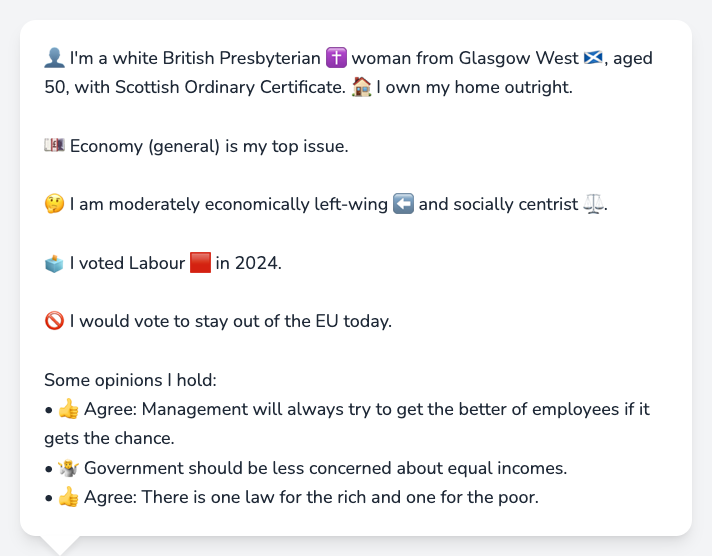 👤 I'm a white British Presbyterian ✝️ woman from Glasgow West 🏴󠁧󠁢󠁳󠁣󠁴󠁿, aged
50, with Scottish Ordinary Certificate. 🏠 I own my home outright.
💷 Economy (general) is my top issue.
🤔 I am moderately economically left-wing ⬅️ and socially centrist ⚖️.
🗳️ I voted Labour 🟥 in 2024.
🚫 I would vote to stay out of the EU today.
Some opinions I hold:
• 👍 Agree: Management will always try to get the better of employees if it
gets the chance.
• 🤷 Government should be less concerned about equal incomes.
• 👍 Agree: There is one law for the rich and one for the poor.